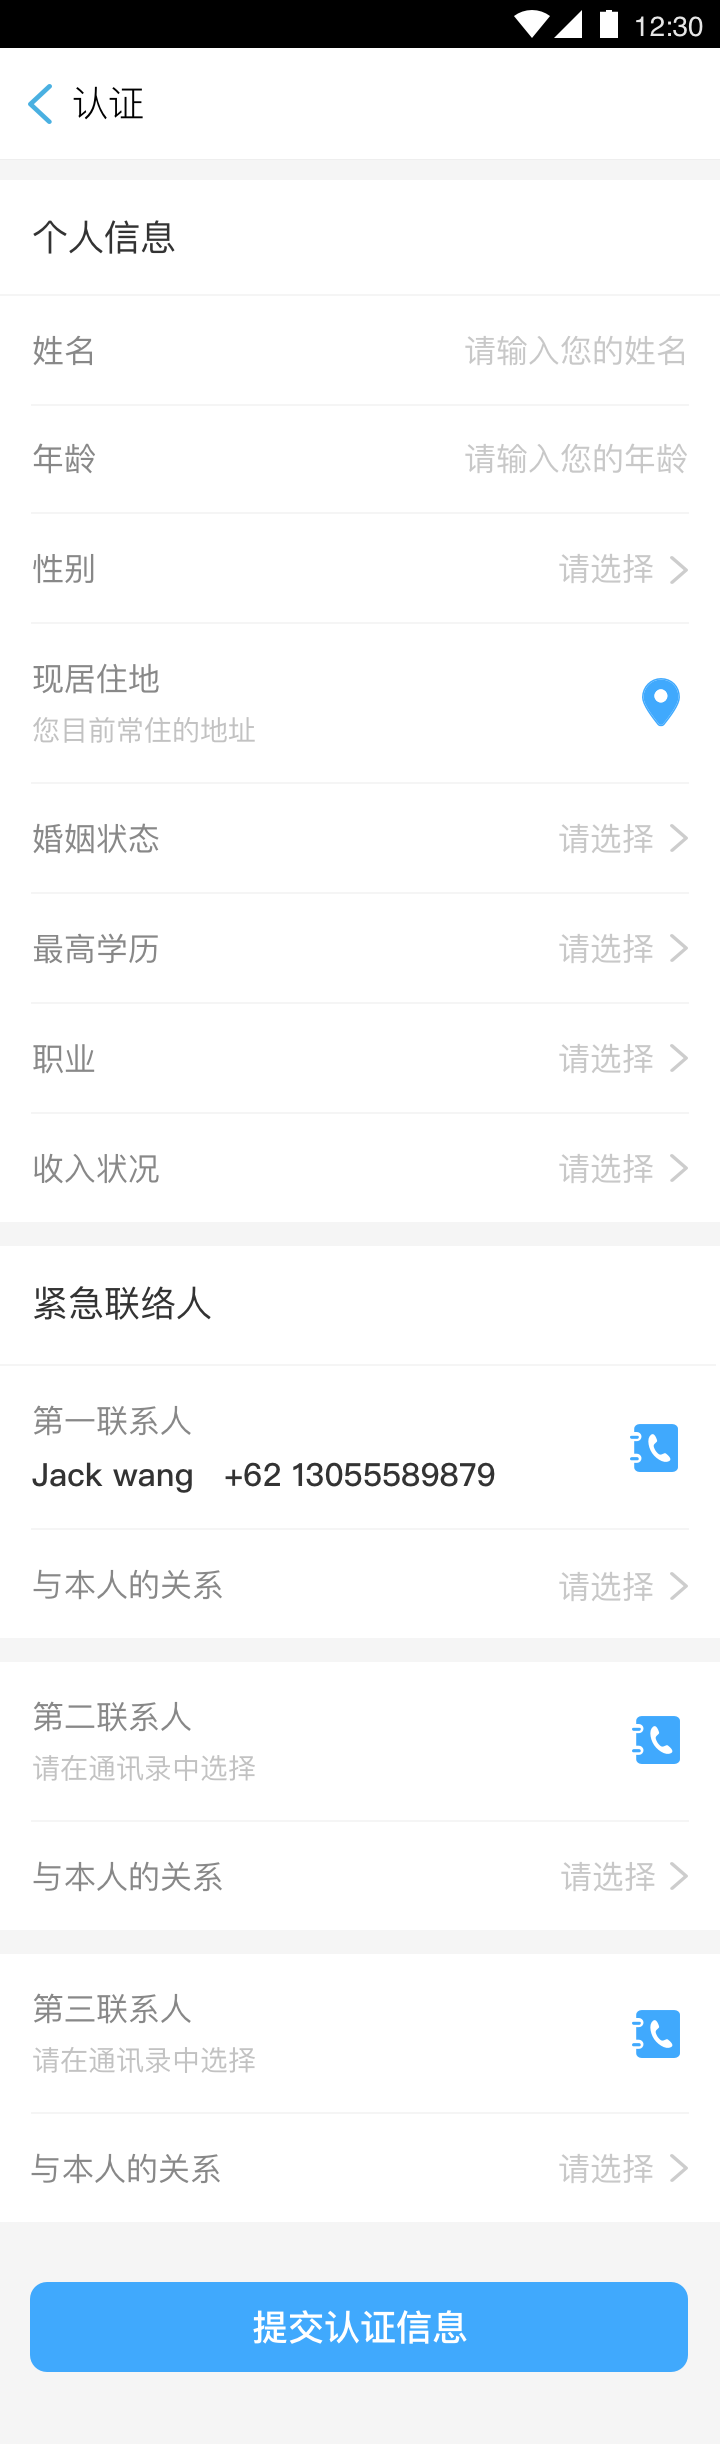 12:30
认证
个人信息
姓名 请输入您的姓名
年龄 请输入您的年龄
性别 请选择
现居住地
您目前常住的地址
婚姻状态 请选择
最高学历 请选择
职业 请选择
收入状况 请选择
紧急联络人
第一联系人
Jack wang +62 13055589879
与本人的关系 请选择
第二联系人
请在通讯录中选择
与本人的关系 请选择
第三联系人
请在通讯录中选择
与本人的关系 请选择
提交认证信息